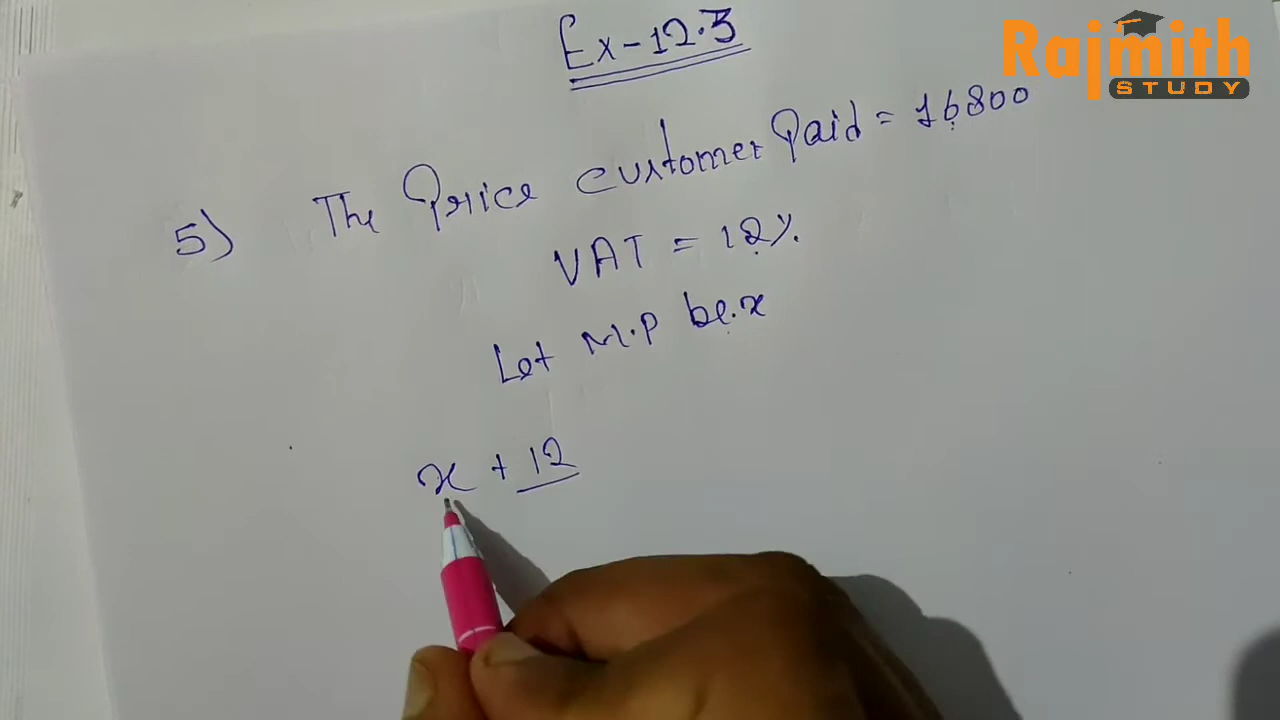 Ex-12.3
Rajmith
STUDY
5) The Price customer Paid = 16800
VAT = 12%.
Let M.P be.x
x + 12